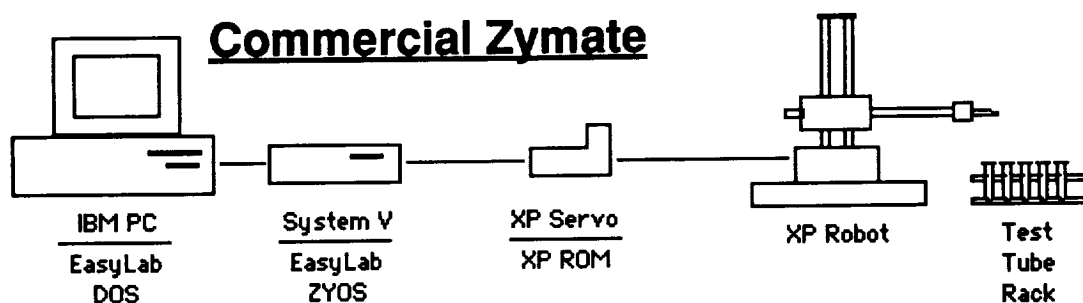 Commercial Zymate
IBM PC
EasyLab
DOS
System V
EasyLab
ZYOS
XP Servo
XP ROM
XP Robot
Test
Tube
Rack